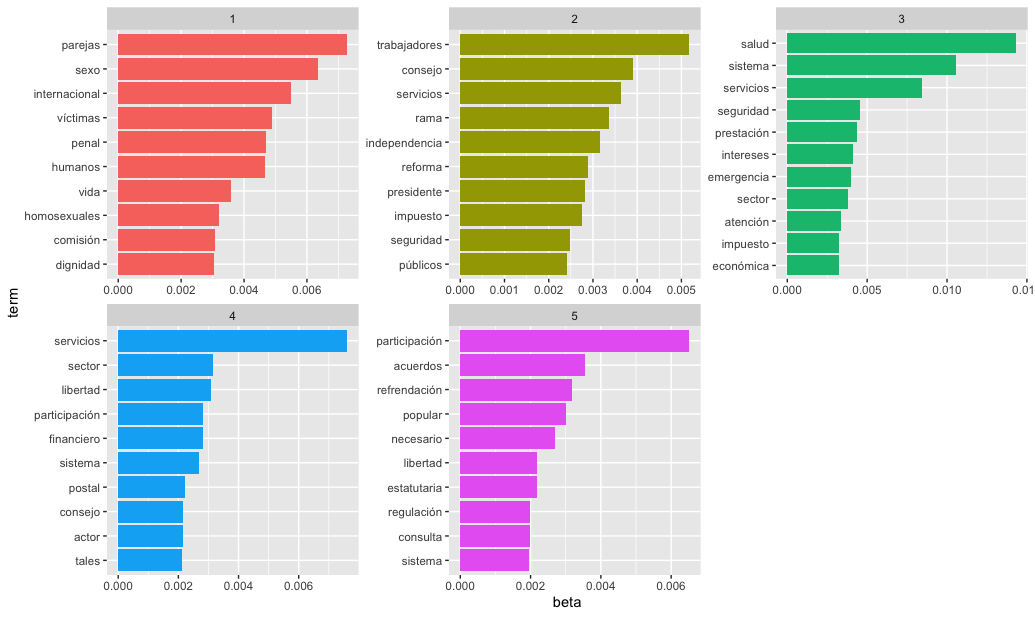 1
parejas
sexo
internacional
víctimas
penal
humanos
vida
homosexuales
comisión
dignidad
0.000 0.002 0.004 0.006
2
trabajadores
consejo
servicios
rama
independencia
reforma
presidente
impuesto
seguridad
públicos
0.000 0.001 0.002 0.003 0.004 0.005
3
salud
sistema
servicios
seguridad
prestación
intereses
emergencia
sector
atención
impuesto
económica
0.000 0.005 0.010 0.01
term
4
servicios
sector
libertad
participación
financiero
sistema
postal
consejo
actor
tales
0.000 0.002 0.004 0.006
5
participación
acuerdos
refrendación
popular
necesario
libertad
estatutaria
regulación
consulta
sistema
0.000 0.002 0.004 0.006
beta